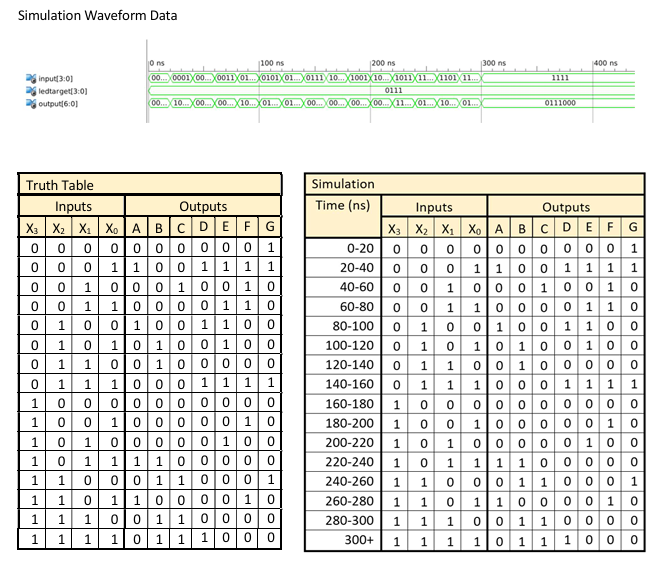 Simulation Waveform Data
0 ns 100 ns 200 ns 300 ns 400 ns
input[3:0] 00... 0001 00... 0011 01... 0101 01... 0111 10... 1001 10... 1011 11... 1101 11... 1111
ledtarget[3:0] 0111
output[6:0] 00... 10... 00... 00... 10... 01... 01... 00... 00... 00... 00... 11... 01... 10... 01... 0111000
Truth Table
Inputs Outputs
X3 X2 X1 X0 A B C D E F G
0 0 0 0 0 0 0 0 0 0 1
0 0 0 1 1 0 0 1 1 1 1
0 0 1 0 0 0 1 0 0 1 0
0 0 1 1 0 0 0 0 1 1 0
0 1 0 0 1 0 0 1 1 0 0
0 1 0 1 0 1 0 0 1 0 0
0 1 1 0 0 1 0 0 0 0 0
0 1 1 1 0 0 0 1 1 1 1
1 0 0 0 0 0 0 0 0 0 0
1 0 0 1 0 0 0 0 0 1 0
1 0 1 0 0 0 0 0 1 0 0
1 0 1 1 1 1 0 0 0 0 0
1 1 0 0 0 1 1 0 0 0 1
1 1 0 1 1 0 0 0 0 1 0
1 1 1 0 0 1 1 0 0 0 0
1 1 1 1 0 1 1 1 0 0 0
Simulation
Time (ns) Inputs Outputs
X3 X2 X1 X0 A B C D E F G
0-20 0 0 0 0 0 0 0 0 0 0 1
20-40 0 0 0 1 1 0 0 1 1 1 1
40-60 0 0 1 0 0 0 1 0 0 1 0
60-80 0 0 1 1 0 0 0 0 1 1 0
80-100 0 1 0 0 1 0 0 1 1 0 0
100-120 0 1 0 1 0 1 0 0 1 0 0
120-140 0 1 1 0 0 1 0 0 0 0 0
140-160 0 1 1 1 0 0 0 1 1 1 1
160-180 1 0 0 0 0 0 0 0 0 0 0
180-200 1 0 0 1 0 0 0 0 0 1 0
200-220 1 0 1 0 0 0 0 0 1 0 0
220-240 1 0 1 1 1 1 0 0 0 0 0
240-260 1 1 0 0 0 1 1 0 0 0 1
260-280 1 1 0 1 1 0 0 0 0 1 0
280-300 1 1 1 0 0 1 1 0 0 0 0
300+ 1 1 1 1 0 1 1 1 0 0 0